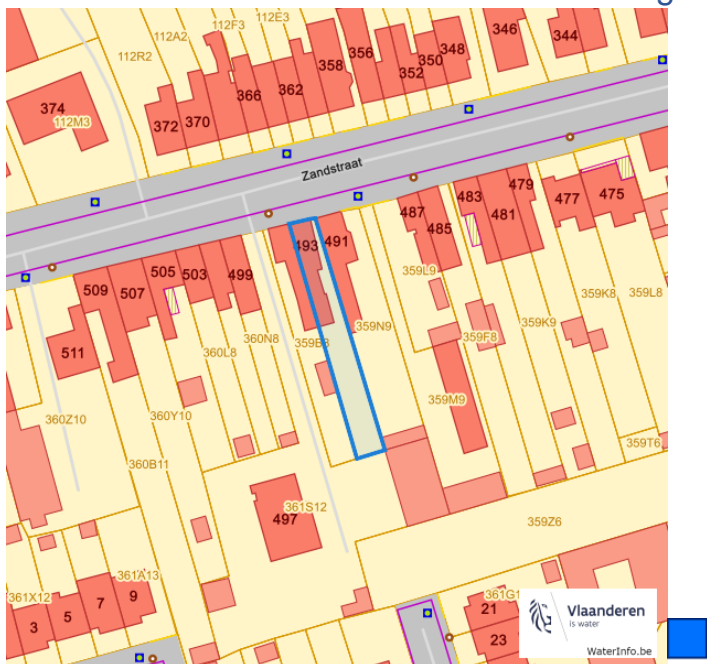 112F3
112E3
112A2
112R2
356
346
344
348
350
352
358
362
366
370
372
374
112M3
Zandstraat
479
483
481
477
475
487
485
491
493
499
503
505
507
509
511
359L9
359K8
359L8
359N9
359F8
359K9
359B8
360N8
360L8
360Z10
360Y10
359M9
359T6
360B11
361S12
497
359Z6
361X12
361A13
3
5
7
9
361G1
21
23
Vlaanderen
is water
WaterInfo.be